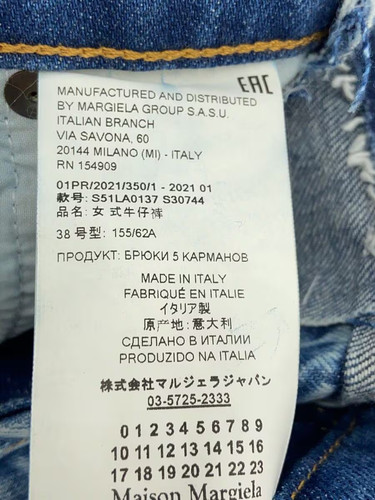 EAC
MANUFACTURED AND DISTRIBUTED
BY MARGIELA GROUP S.A.S.U.
ITALIAN BRANCH
VIA SAVONA, 60
20144 MILANO (MI) - ITALY
RN 154909
01PR/2021/350/1 - 2021 01
款号: S51LA0137 S30744
品名: 女式牛仔裤
38 号型: 155/62A
ПРОДУКТ: БРЮКИ 5 КАРМАНОВ
MADE IN ITALY
FABRIQUÉ EN ITALIE
イタリア製
原产地: 意大利
СДЕЛАНО В ИТАЛИИ
PRODUZIDO NA ITALIA
株式会社マルジェラジャパン
03-5725-2333
0 1 2 3 4 5 6 7 8 9
10 11 12 13 14 15 16
17 18 19 20 21 22 23
Maison Margiela